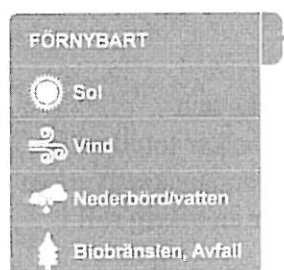 FÖRNYBART
Sol
Vind
Nederbörd/vatten
Biobränslen, Avfall